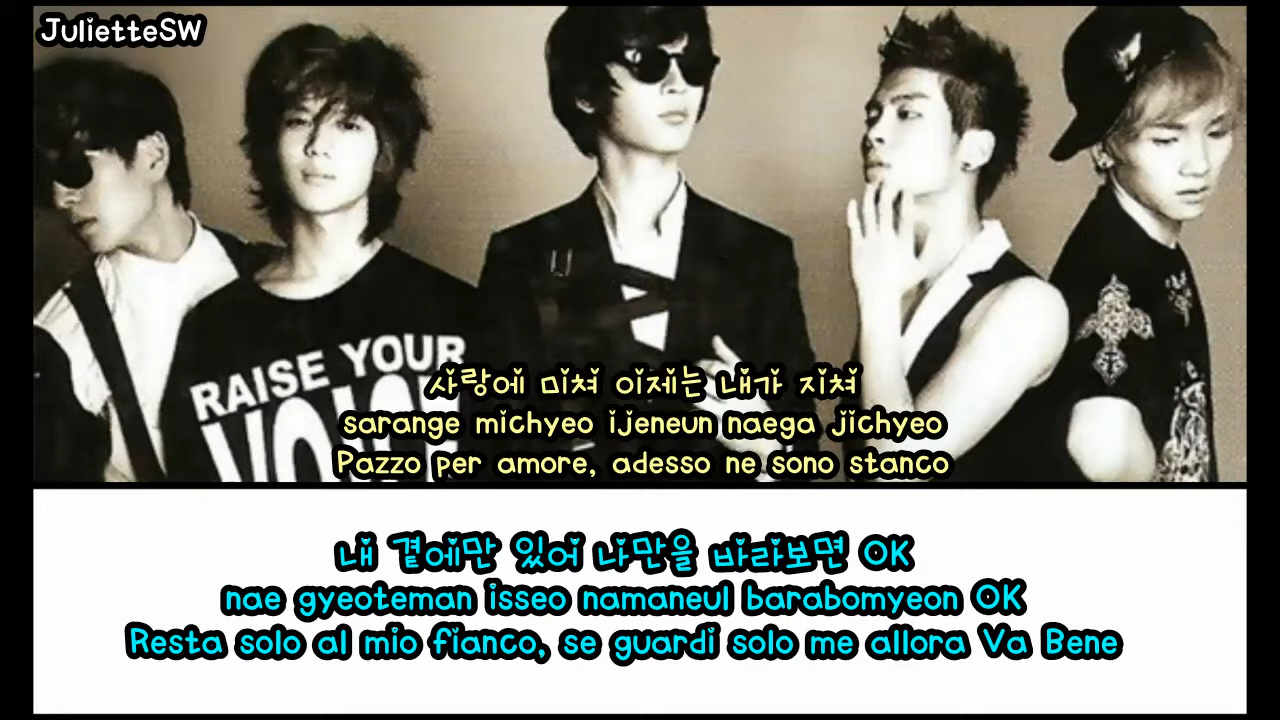 JulietteSW
RAISE YOUR
사랑에 미쳐 이제는 내가 지쳐
sarange michyeo ijeneun naega jichyeo
Pazzo per amore, adesso ne sono stanco
내 곁에만 있어 나만을 바라보면 OK
nae gyeoteman isseo namaneul barabomyeon OK
Resta solo al mio fianco, se guardi solo me allora Va Bene